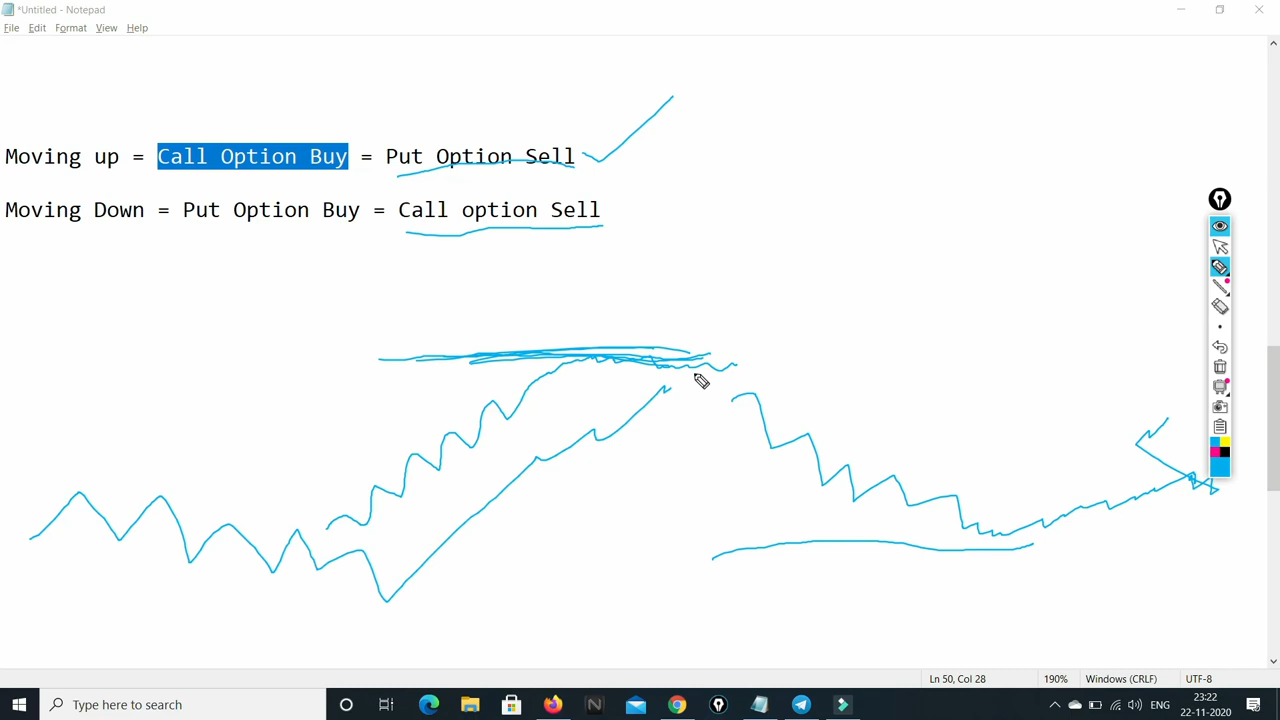 *Untitled - Notepad
File Edit Format View Help
Moving up = Call Option Buy = Put Option Sell
Moving Down = Put Option Buy = Call option Sell
Ln 50, Col 28 190% Windows (CRLF) UTF-8
Type here to search
ENG
23:22
22-11-2020